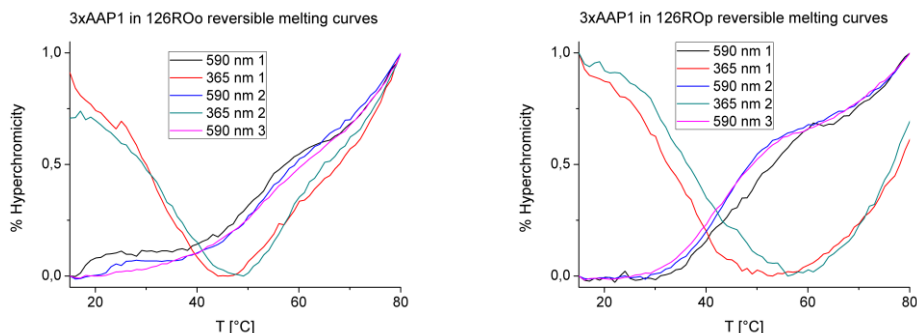 3xAAP1 in 126ROo reversible melting curves
% Hyperchromicity
1,0
0,5
0,0
590 nm 1
365 nm 1
590 nm 2
365 nm 2
590 nm 3
20 40 60 80
T [°C]
3xAAP1 in 126ROp reversible melting curves
% Hyperchromicity
1,0
0,5
0,0
590 nm 1
365 nm 1
590 nm 2
365 nm 2
590 nm 3
20 40 60 80
T [°C]